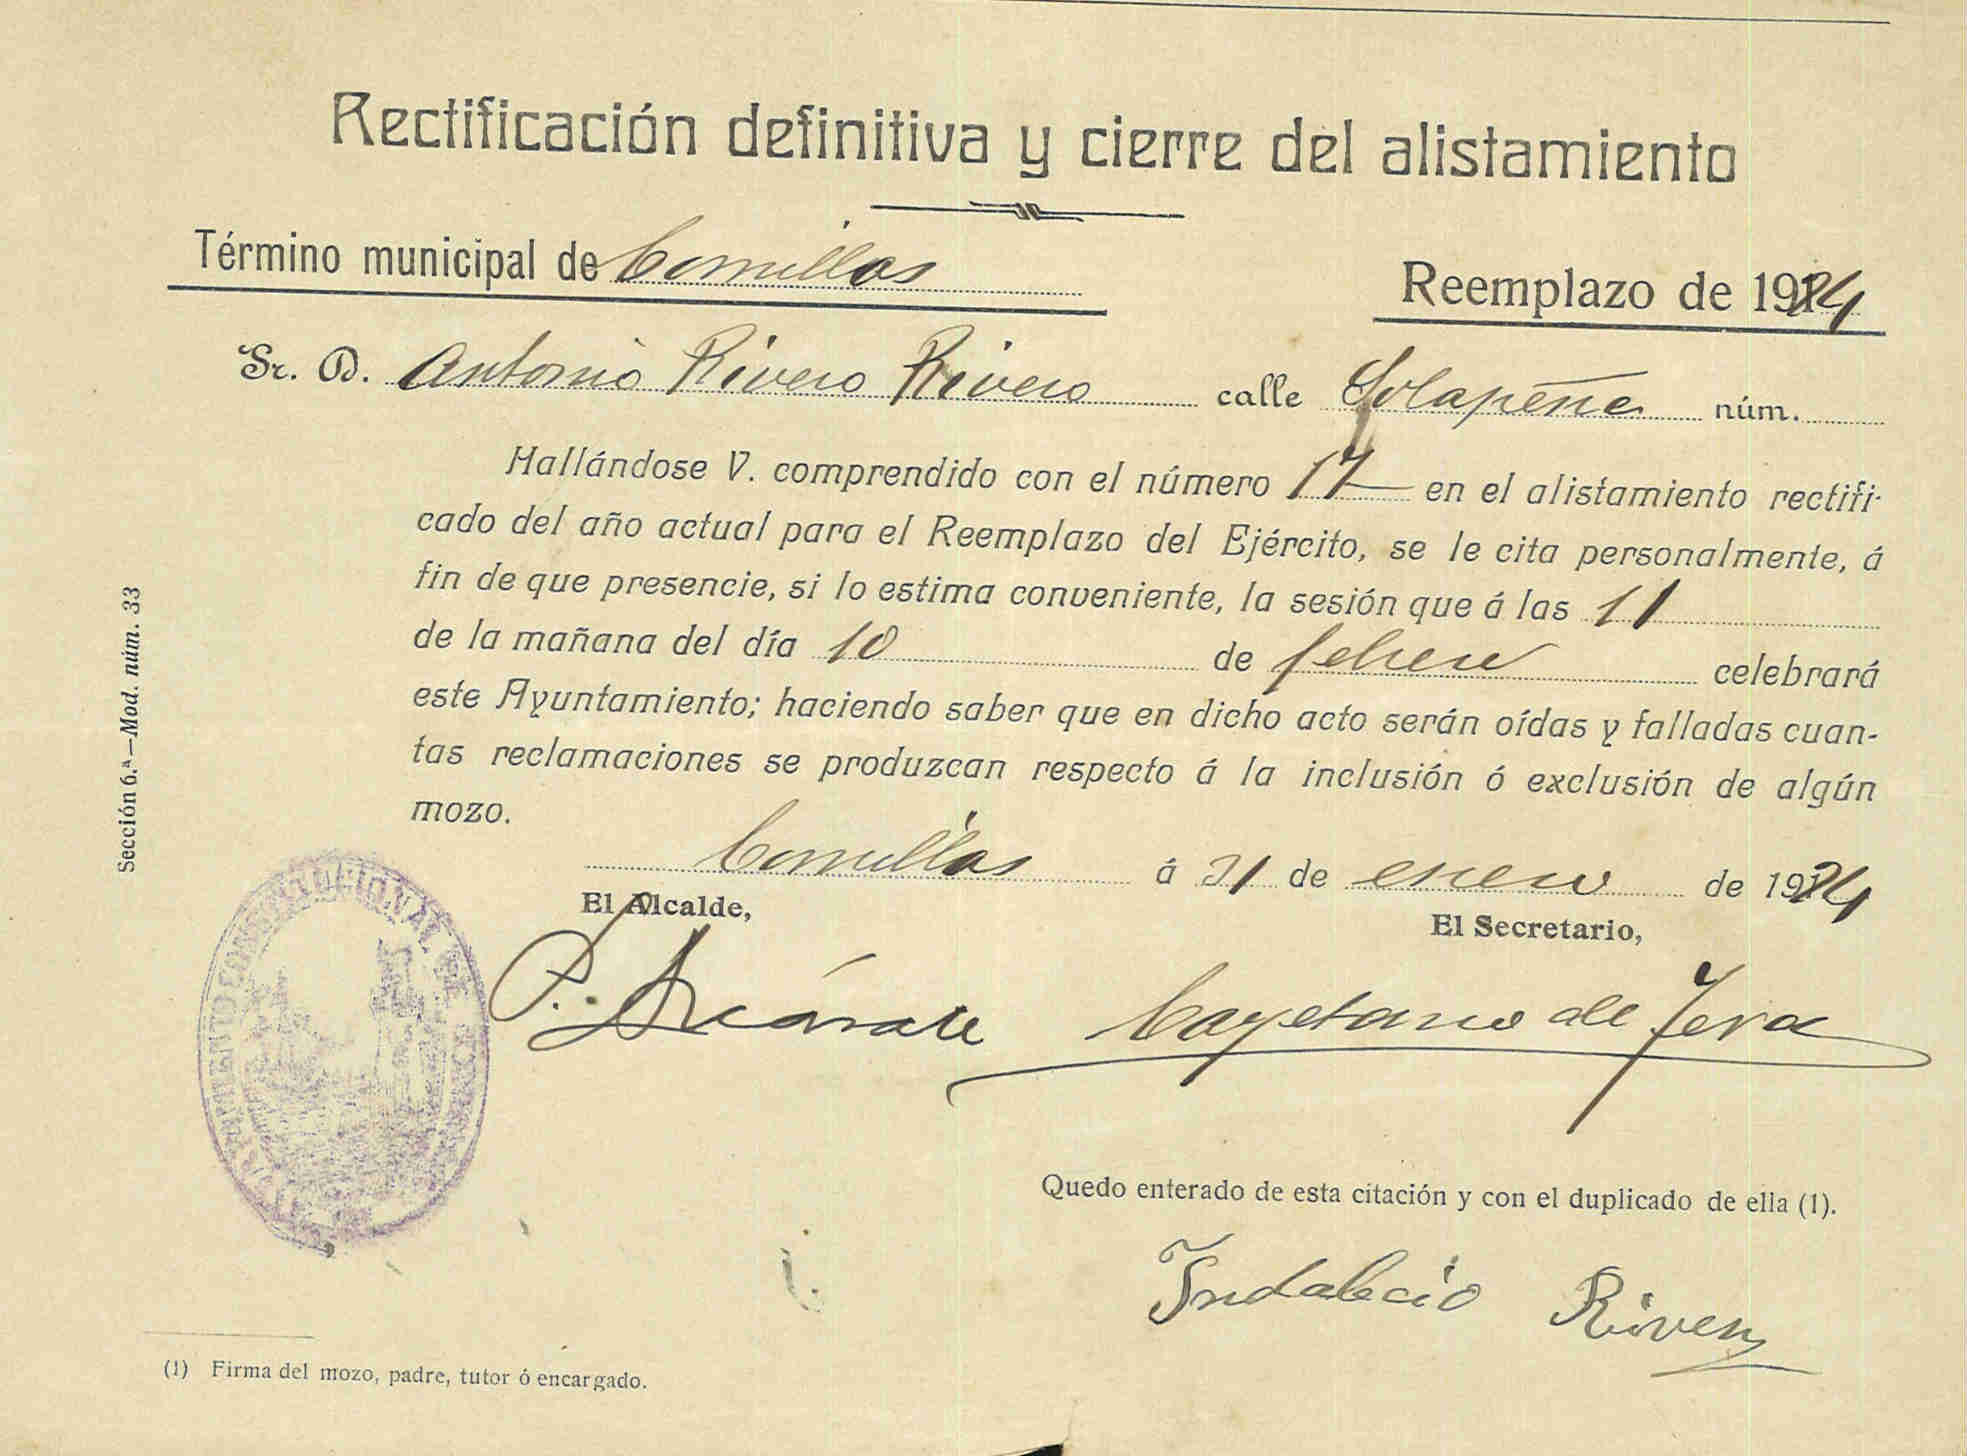 Rectificación definitiva y cierre del alistamiento
Término municipal de Comillas
Reemplazo de 1924
Sr. D. Antonio Rivero Rivero calle Solapeña núm.
Hallándose V. comprendido con el número 17 en el alistamiento rectifi-
cado del año actual para el Reemplazo del Ejército, se le cita personalmente, á
fin de que presencie, si lo estima conveniente, la sesión que á las 11
de la mañana del día 10 de febrero celebrará
este Ayuntamiento; haciendo saber que en dicho acto serán oídas y falladas cuan-
tas reclamaciones se produzcan respecto á la inclusión ó exclusión de algún
mozo.
Comillas á 31 de enero de 1924
El Alcalde,
El Secretario,
P.
Cayetano de
AYUNTAMIENTO CONSTITUCIONAL DE
Quedo enterado de esta citación y con el duplicado de ella (1).
Indalecio Rivero
(1) Firma del mozo, padre, tutor ó encargado.
Sección 6.ª—Mod. núm. 33